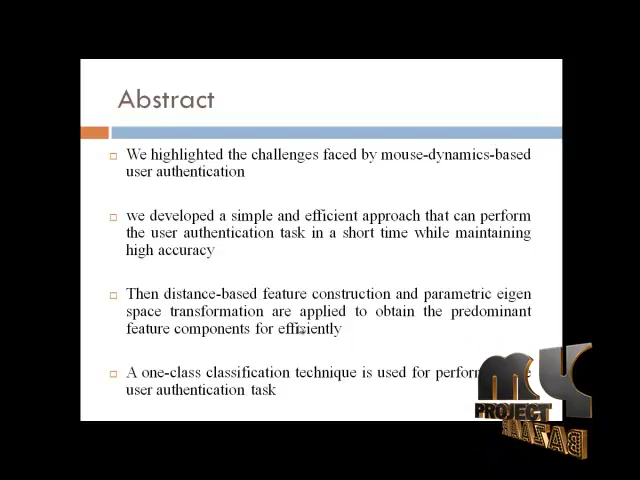 Abstract
We highlighted the challenges faced by mouse-dynamics-based
user authentication
we developed a simple and efficient approach that can perform
the user authentication task in a short time while maintaining
high accuracy
Then distance-based feature construction and parametric eigen
space transformation are applied to obtain the predominant
feature components for efficiently
A one-class classification technique is used for perform
user authentication task
MY
PROJECT
BAZAAR